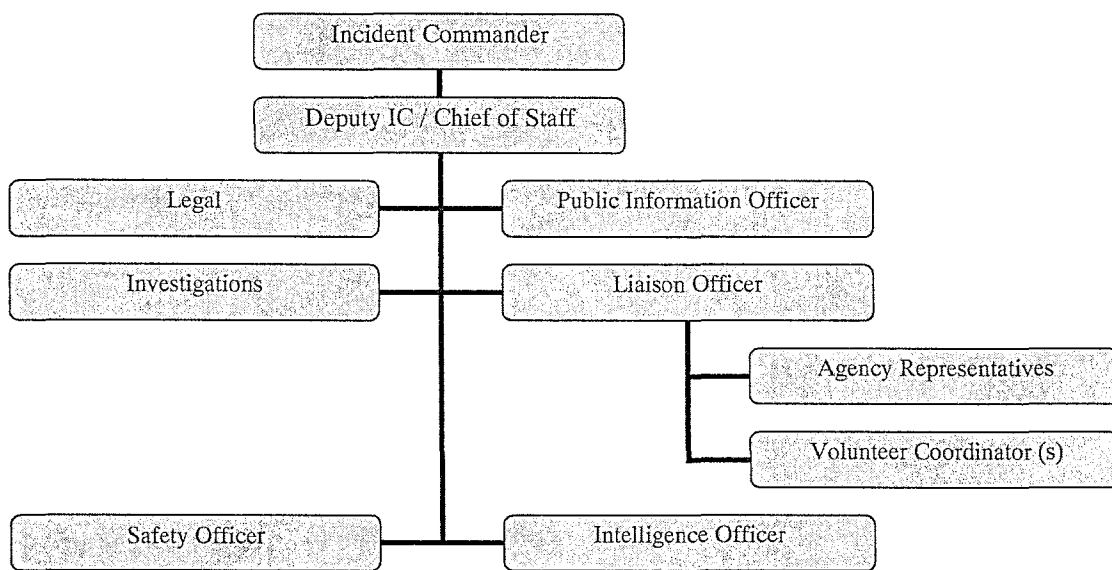 Incident Commander
Deputy IC / Chief of Staff
Legal
Public Information Officer
Investigations
Liaison Officer
Agency Representatives
Volunteer Coordinator (s)
Safety Officer
Intelligence Officer